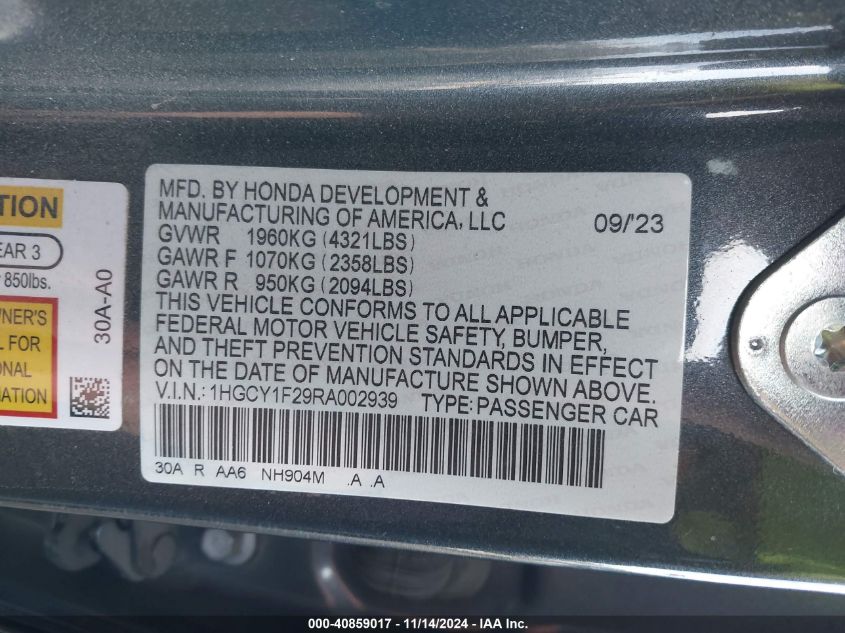 TION
EAR 3
850lbs.
WNER'S
L FOR
ONAL
MATION
30A-A0
MFD. BY HONDA DEVELOPMENT &
MANUFACTURING OF AMERICA, LLC 09/'23
GVWR 1960KG (4321LBS)
GAWR F 1070KG (2358LBS)
GAWR R 950KG (2094LBS)
THIS VEHICLE CONFORMS TO ALL APPLICABLE
FEDERAL MOTOR VEHICLE SAFETY, BUMPER,
AND THEFT PREVENTION STANDARDS IN EFFECT
ON THE DATE OF MANUFACTURE SHOWN ABOVE.
V.I.N.: 1HGCY1F29RA002939 TYPE: PASSENGER CAR
30A R AA6 NH904M .A .A
000-40859017 — 11/14/2024 — IAA Inc.